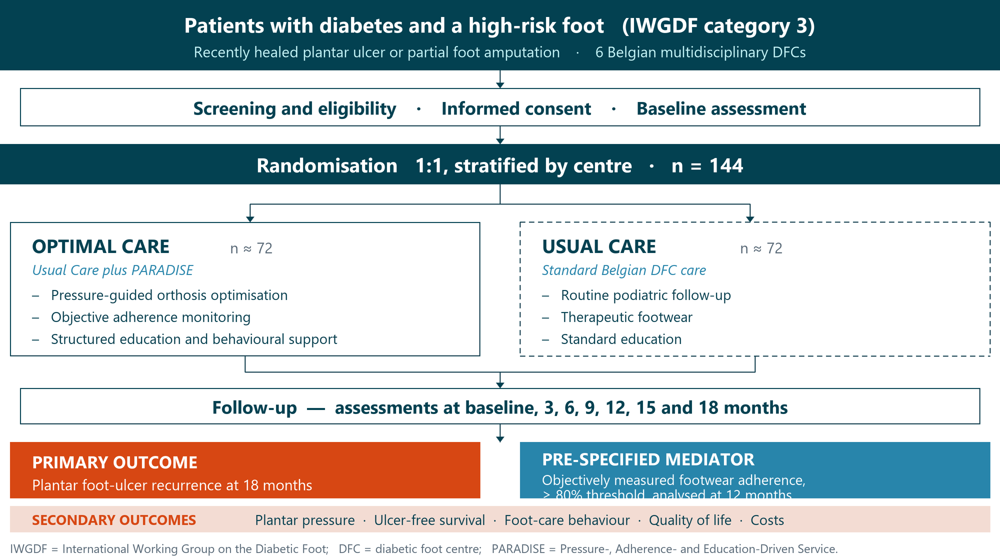 Patients with diabetes and a high-risk foot (IWGDF category 3)
Recently healed plantar ulcer or partial foot amputation · 6 Belgian multidisciplinary DFCs
Screening and eligibility · Informed consent · Baseline assessment
Randomisation 1:1, stratified by centre · n = 144
OPTIMAL CARE n ≈ 72
Usual Care plus PARADISE
– Pressure-guided orthosis optimisation
– Objective adherence monitoring
– Structured education and behavioural support
USUAL CARE n ≈ 72
Standard Belgian DFC care
– Routine podiatric follow-up
– Therapeutic footwear
– Standard education
Follow-up — assessments at baseline, 3, 6, 9, 12, 15 and 18 months
PRIMARY OUTCOME
Plantar foot-ulcer recurrence at 18 months
PRE-SPECIFIED MEDIATOR
Objectively measured footwear adherence,
80% threshold, analysed at 12 months
SECONDARY OUTCOMES Plantar pressure · Ulcer-free survival · Foot-care behaviour · Quality of life · Costs
IWGDF = International Working Group on the Diabetic Foot; DFC = diabetic foot centre; PARADISE = Pressure-, Adherence- and Education-Driven Service.